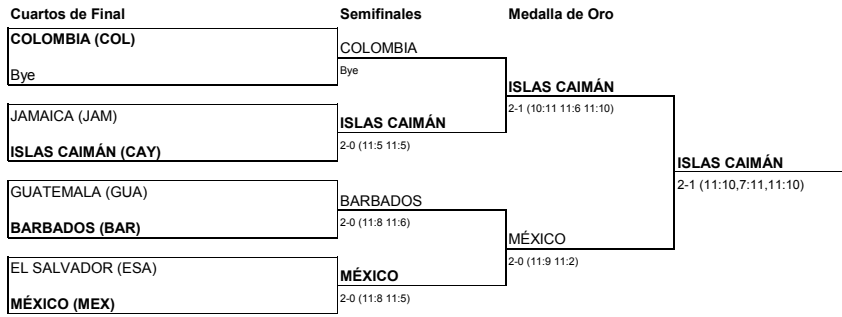 Cuartos de Final
Semifinales
Medalla de Oro
COLOMBIA (COL)
Bye
COLOMBIA
Bye
JAMAICA (JAM)
ISLAS CAIMÁN (CAY)
ISLAS CAIMÁN
2-0 (11:5 11:5)
ISLAS CAIMÁN
2-1 (10:11 11:6 11:10)
GUATEMALA (GUA)
BARBADOS (BAR)
BARBADOS
2-0 (11:8 11:6)
EL SALVADOR (ESA)
MÉXICO (MEX)
MÉXICO
2-0 (11:8 11:5)
MÉXICO
2-0 (11:9 11:2)
ISLAS CAIMÁN
2-1 (11:10,7:11,11:10)